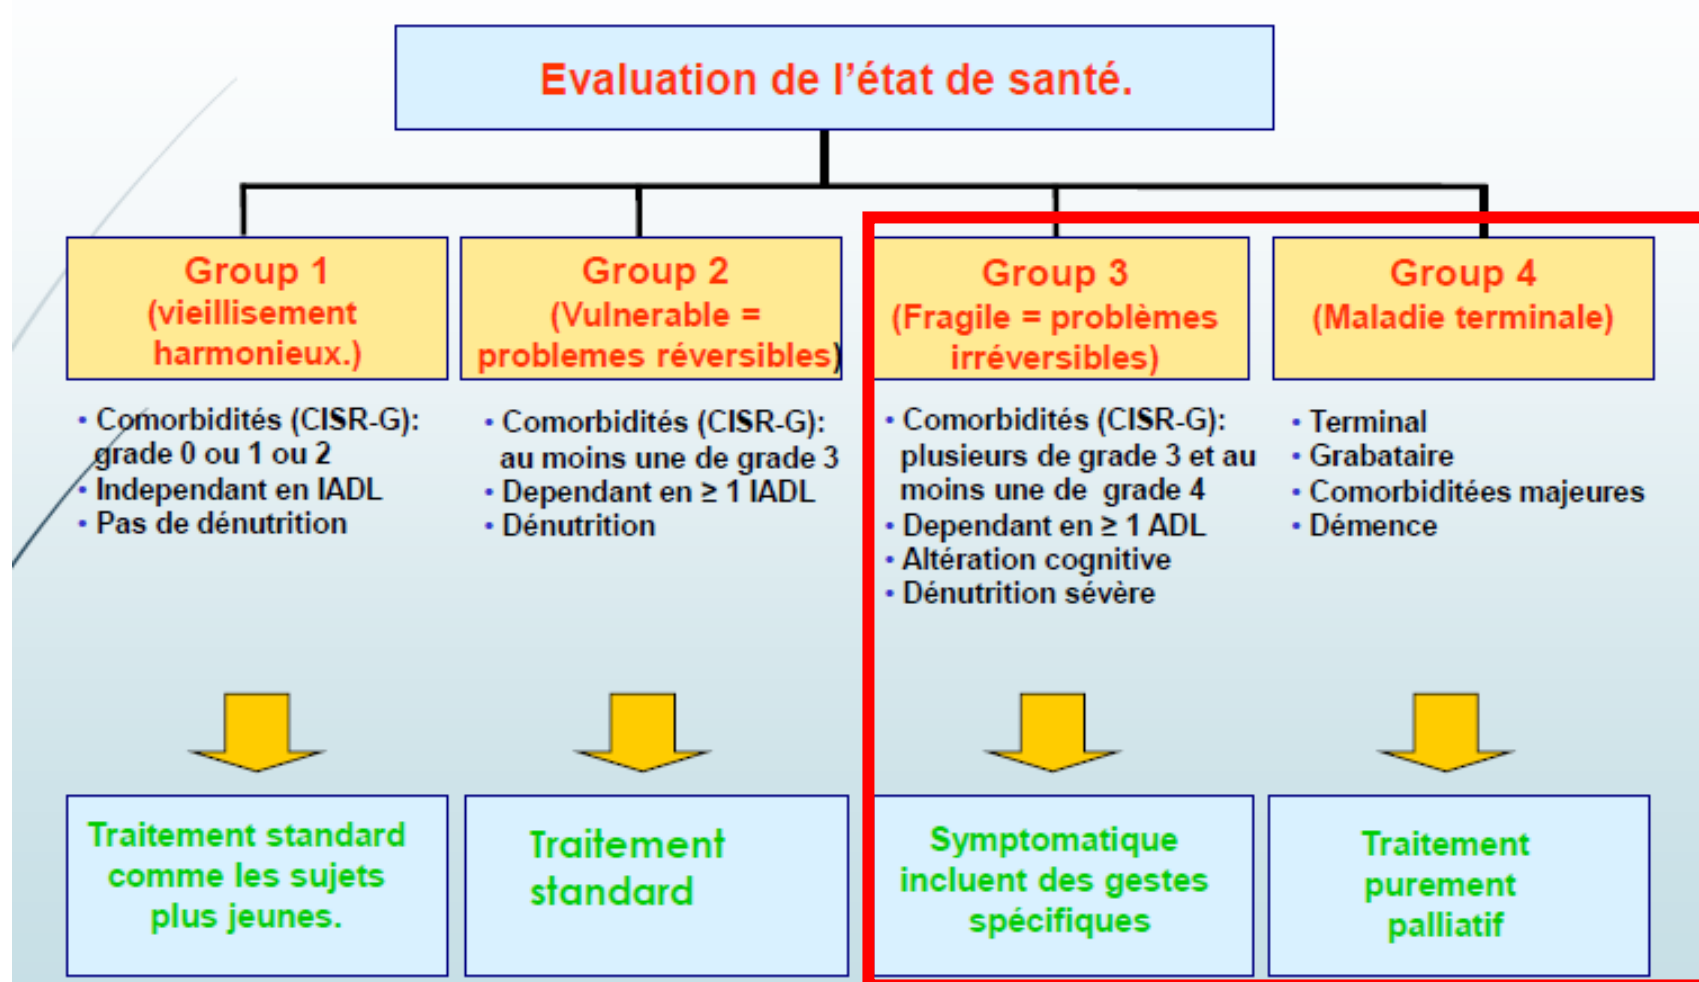 Evaluation de l'état de santé.
Group 1
(vieillisement
harmonieux.)
• Comorbidités (CISR-G):
grade 0 ou 1 ou 2
• Independant en IADL
• Pas de dénutrition
Traitement standard
comme les sujets
plus jeunes.
Group 2
(Vulnerable =
problemes réversibles)
• Comorbidités (CISR-G):
au moins une de grade 3
• Dependant en ≥ 1 IADL
• Dénutrition
Traitement
standard
Group 3
(Fragile = problèmes
irréversibles)
• Comorbidités (CISR-G):
plusieurs de grade 3 et au
moins une de grade 4
• Dependant en ≥ 1 ADL
• Altération cognitive
• Dénutrition sévère
Symptomatique
incluent des gestes
spécifiques
Group 4
(Maladie terminale)
• Terminal
• Grabataire
• Comorbiditées majeures
• Démence
Traitement
purement
palliatif